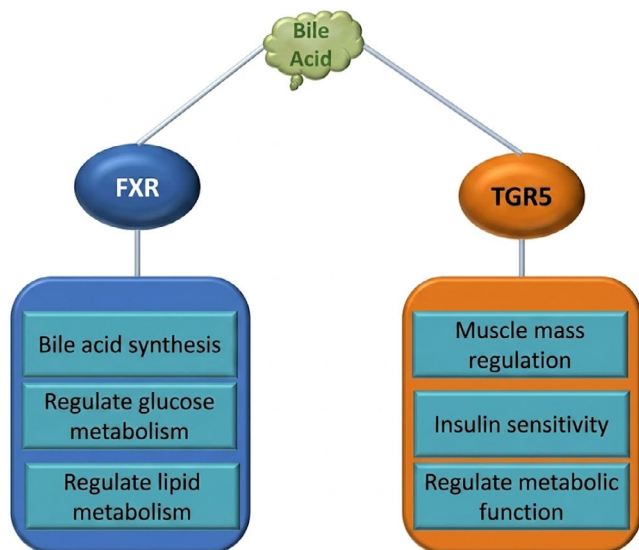 Bile
Acid
FXR
TGR5
Bile acid synthesis
Regulate glucose
metabolism
Regulate lipid
metabolism
Muscle mass
regulation
Insulin sensitivity
Regulate metabolic
function